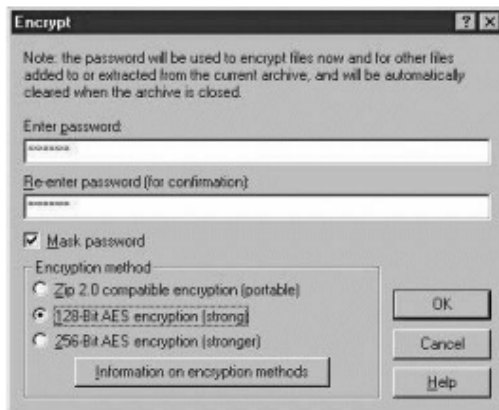 Encrypt
Note: the password will be used to encrypt files now and for other files
added to or extracted from the current archive, and will be automatically
cleared when the archive is closed.
Enter password:
******
Re-enter password (for confirmation):
******
Mask password
Encryption method
Zip 2.0 compatible encryption (portable)
128-Bit AES encryption (strong)
256-Bit AES encryption (stronger)
Information on encryption methods
OK
Cancel
Help